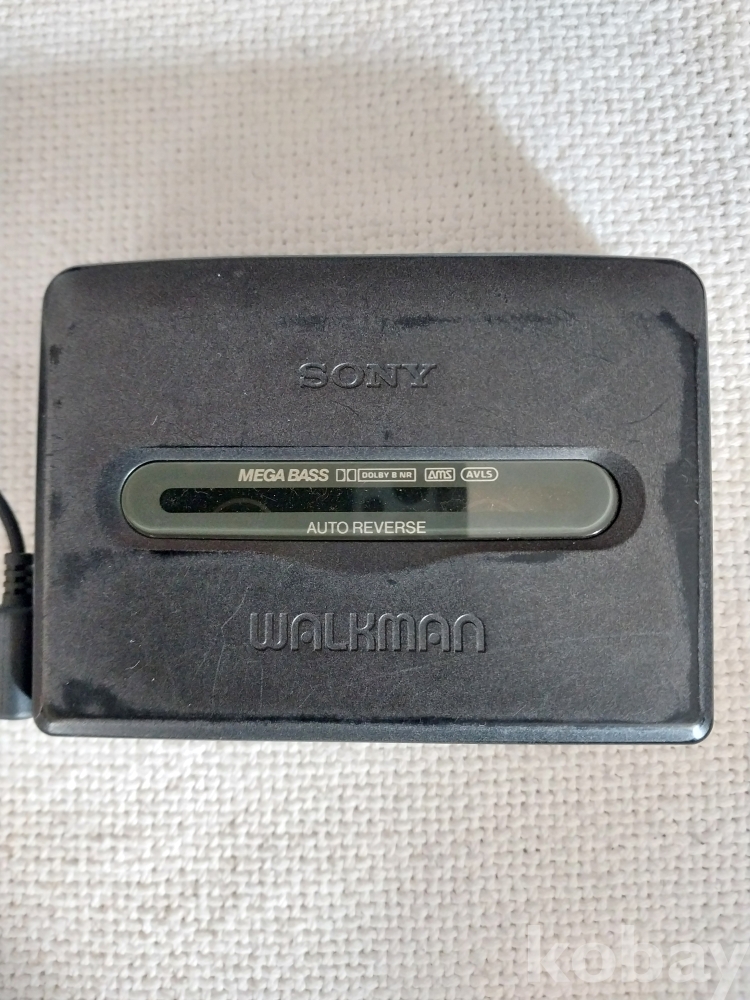 SONY
MEGA BASS DOLBY B NR AMS AVLS
AUTO REVERSE
WALKMAN
kobay